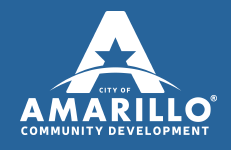 A
CITY OF
AMARILLO®
COMMUNITY DEVELOPMENT